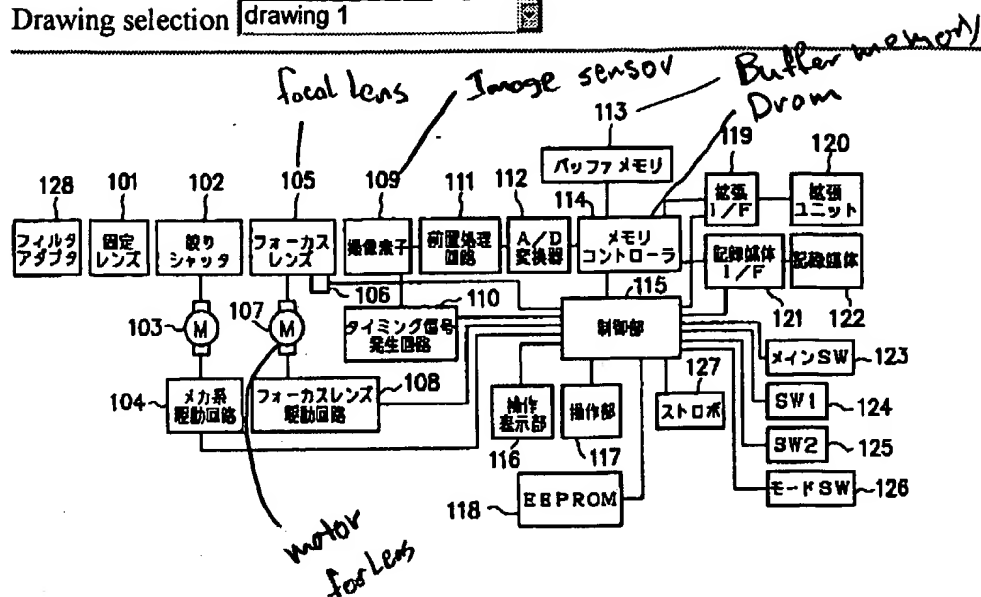 Drawing selection drawing 1
focal lens
Image sensor
Buffer memory
Dram
113
バッファメモリ
128
フィルタ
アダプタ
101
固定
レンズ
102
絞り
シャッタ
105
フォーカス
レンズ
109
撮像素子
111
前置処理
回路
112
A/D
変換器
114
メモリ
コントローラ
119
拡張
I/F
120
拡張
ユニット
記録媒体
I/F
121
記録媒体
122
106
110
タイミング信号
発生回路
115
制御部
103
M
107
M
104
メカ系
駆動回路
フォーカスレンズ
駆動回路
108
操作
表示部
116
操作部
117
127
ストロボ
メインSW
123
SW1
124
SW2
125
モードSW
126
118
EEPROM
motor
for Lens